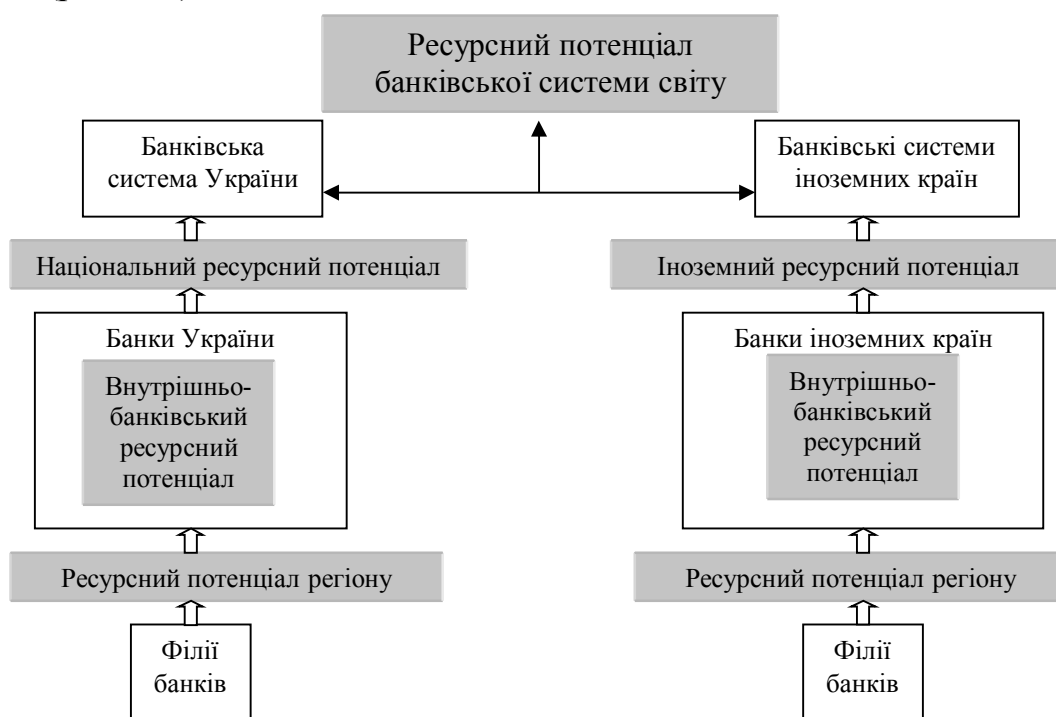 Ресурсний потенціал
банківської системи світу
Банківська
система України
Банківські системи
іноземних країн
Національний ресурсний потенціал
Іноземний ресурсний потенціал
Банки України
Внутрішньо-
банківський
ресурсний
потенціал
Банки іноземних країн
Внутрішньо-
банківський
ресурсний
потенціал
Ресурсний потенціал регіону
Ресурсний потенціал регіону
Філії
банків
Філії
банків